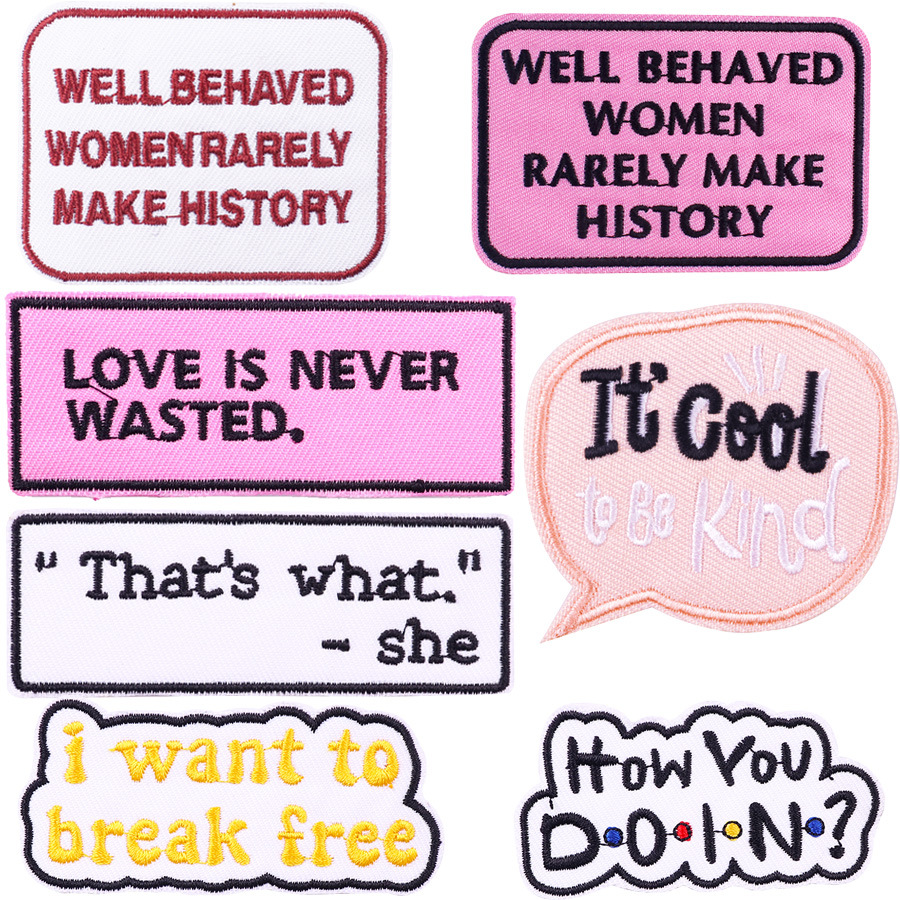 WELL BEHAVED
WOMEN RARELY
MAKE HISTORY
WELL BEHAVED
WOMEN
RARELY MAKE
HISTORY
LOVE IS NEVER
WASTED.
It' Cool
to Be Kind
"That's what."
- she
i want to
break free
HOW YOU
D•O•I•N•?